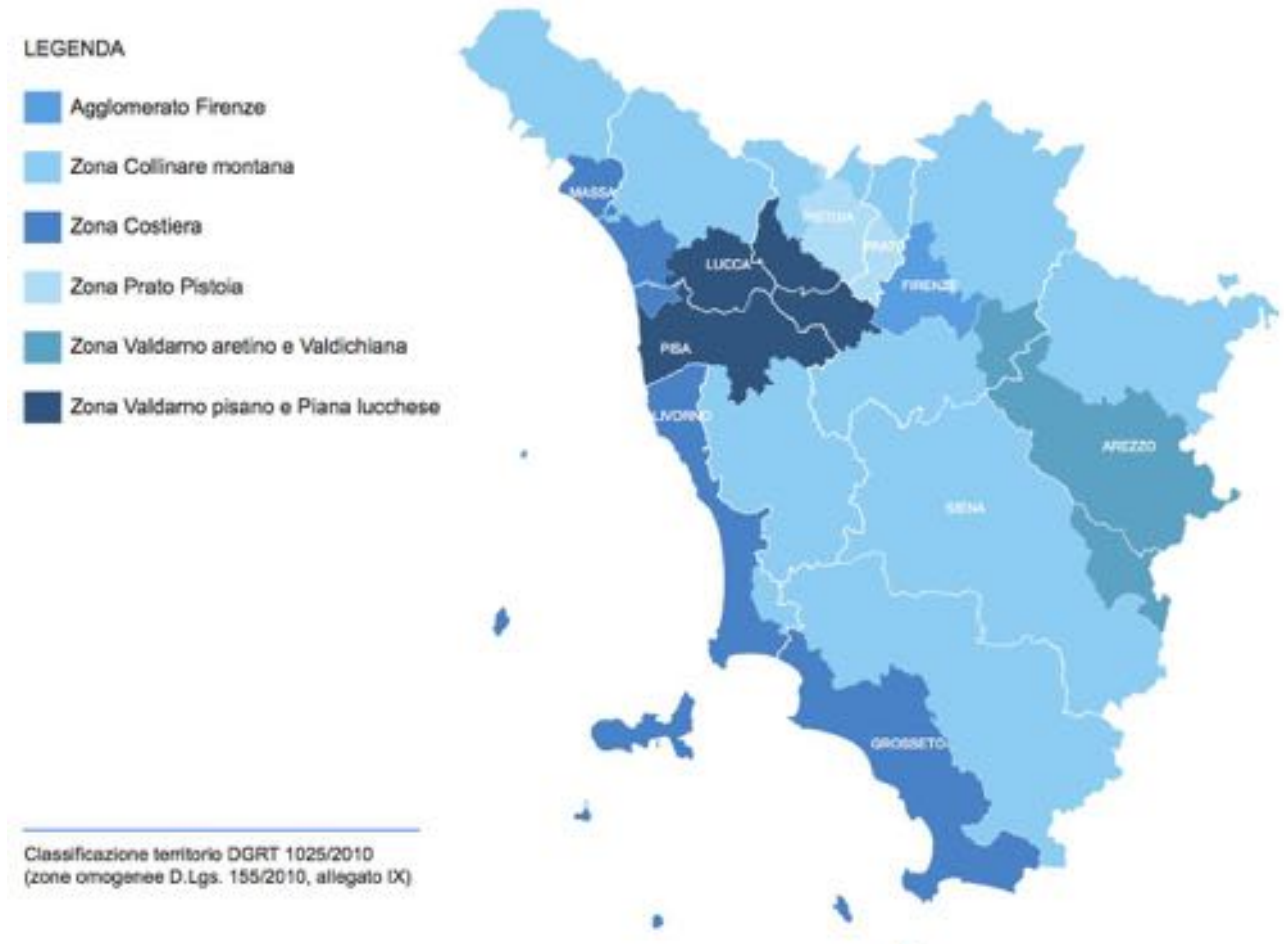 LEGENDA
Agglomerato Firenze
Zona Collinare montana
Zona Costiera
Zona Prato Pistoia
Zona Valdarno aretino e Valdichiana
Zona Valdarno pisano e Piana lucchese
MASSA
PISTOIA
PRATO
LUCCA
FIRENZE
PISA
LIVORNO
AREZZO
SIENA
GROSSETO
Classificazione territorio DGRT 1025/2010
(zone omogenee D.Lgs. 155/2010, allegato IX)